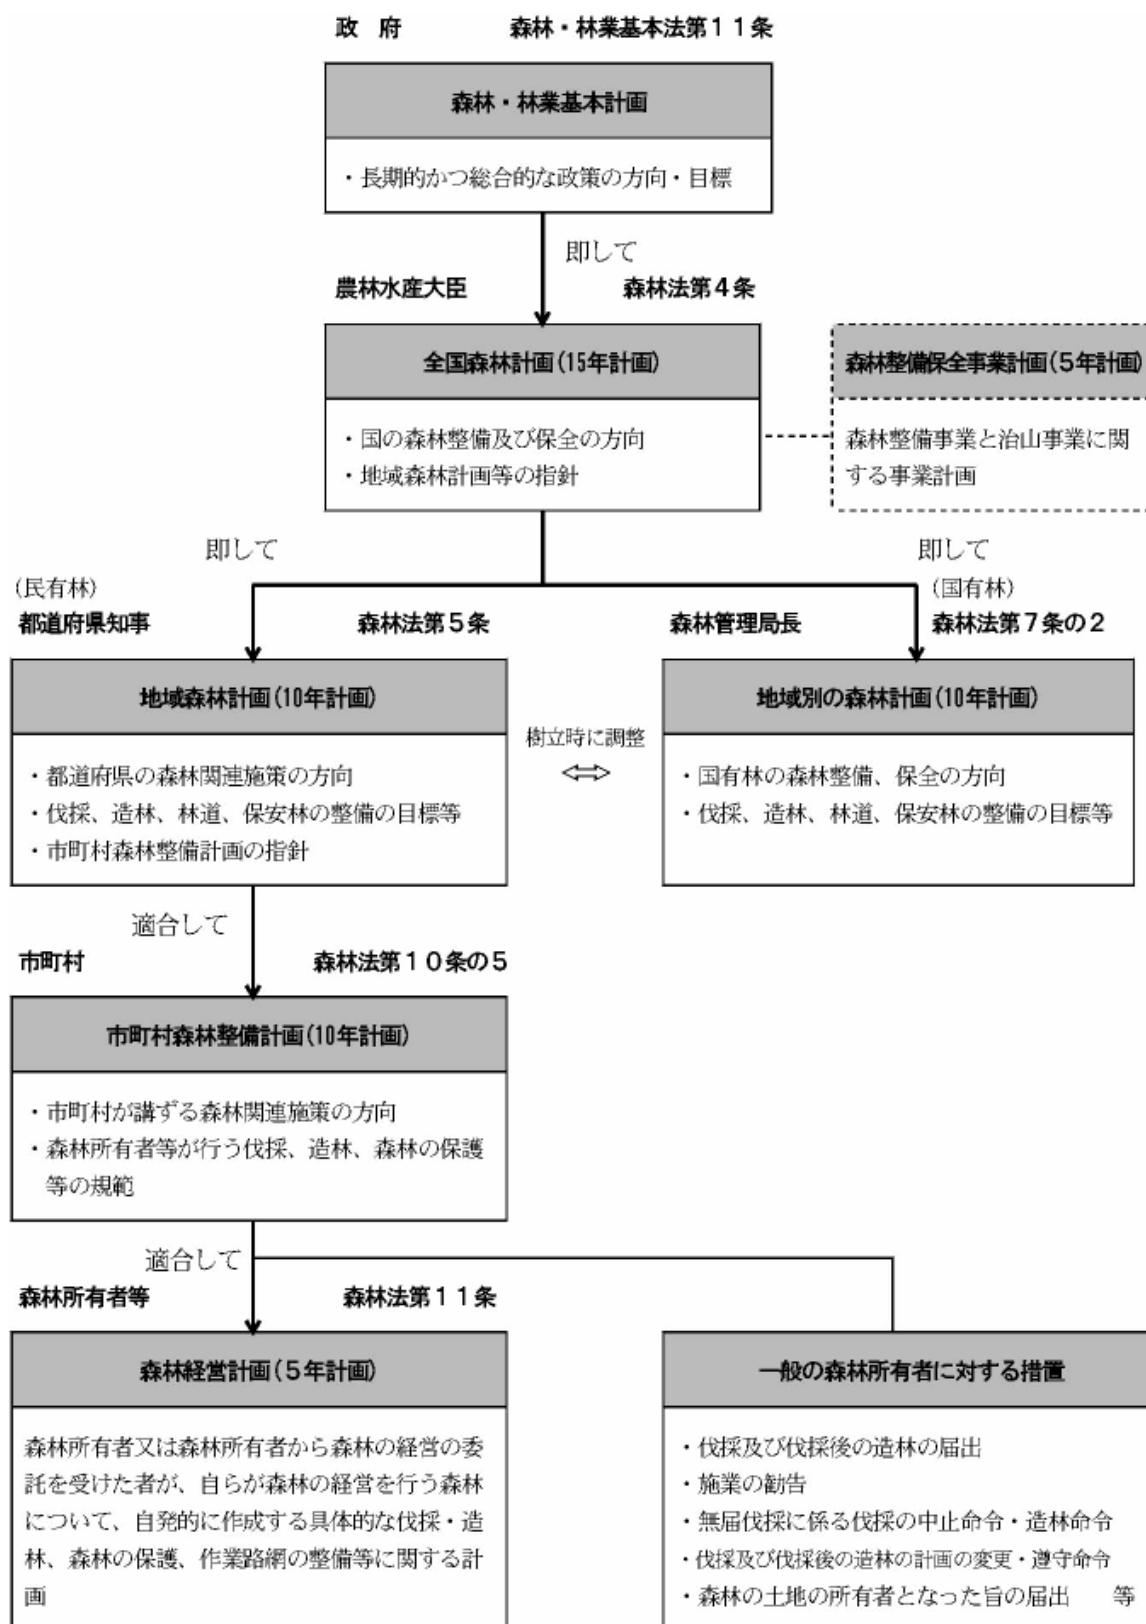 政　府　　　森林・林業基本法第１１条
森林・林業基本計画
・長期的かつ総合的な政策の方向・目標
即して
農林水産大臣　　　森林法第４条
全国森林計画(15年計画)
・国の森林整備及び保全の方向
・地域森林計画等の指針
森林整備保全事業計画(５年計画)
森林整備事業と治山事業に関
する事業計画
即して
(民有林)
都道府県知事　　　森林法第５条
即して
(国有林)
森林管理局長　　　森林法第７条の２
地域森林計画(10年計画)
・都道府県の森林関連施策の方向
・伐採、造林、林道、保安林の整備の目標等
・市町村森林整備計画の指針
樹立時に調整
⇔
地域別の森林計画(10年計画)
・国有林の森林整備、保全の方向
・伐採、造林、林道、保安林の整備の目標等
適合して
市町村　　　森林法第１０条の５
市町村森林整備計画(10年計画)
・市町村が講ずる森林関連施策の方向
・森林所有者等が行う伐採、造林、森林の保護
等の規範
適合して
森林所有者等　　　森林法第１１条
森林経営計画(５年計画)
森林所有者又は森林所有者から森林の経営の委
託を受けた者が、自らが森林の経営を行う森林
について、自発的に作成する具体的な伐採・造
林、森林の保護、作業路網の整備等に関する計
画
一般の森林所有者に対する措置
・伐採及び伐採後の造林の届出
・施業の勧告
・無届伐採に係る伐採の中止命令・造林命令
・伐採及び伐採後の造林の計画の変更・遵守命令
・森林の土地の所有者となった旨の届出　　等